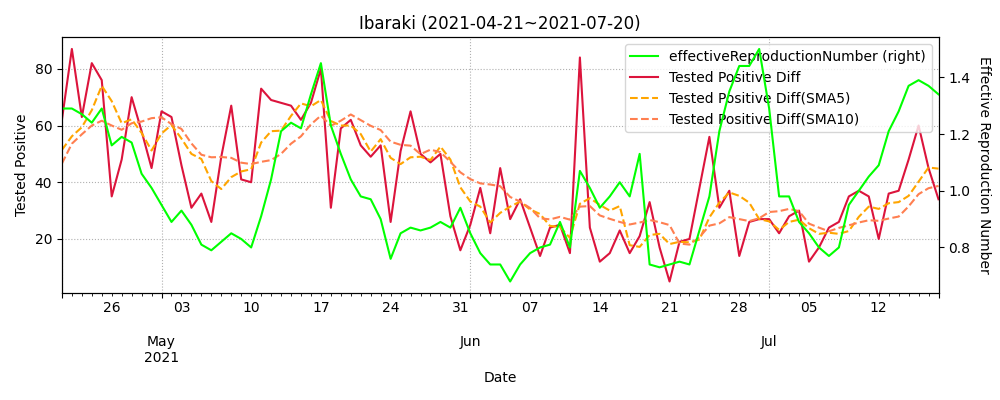 Ibaraki (2021-04-21~2021-07-20)
effectiveReproductionNumber (right)
Tested Positive Diff
Tested Positive Diff(SMA5)
Tested Positive Diff(SMA10)
Tested Positive
80
60
40
20
1.4
1.2
1.0
0.8
Effective Reproduction Number
26 03 10 17 24 31 07 14 21 28 05 12
May Jun Jul
2021
Date